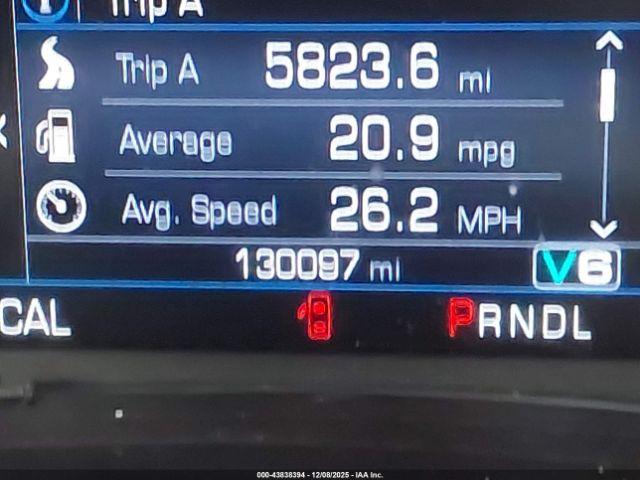 Trip A
Trip A 5823.6 mi
Average 20.9 mpg
Avg. Speed 26.2 MPH
130097 mi V6
CAL PRNDL
000-43838394 - 12/08/2025 - IAA Inc.